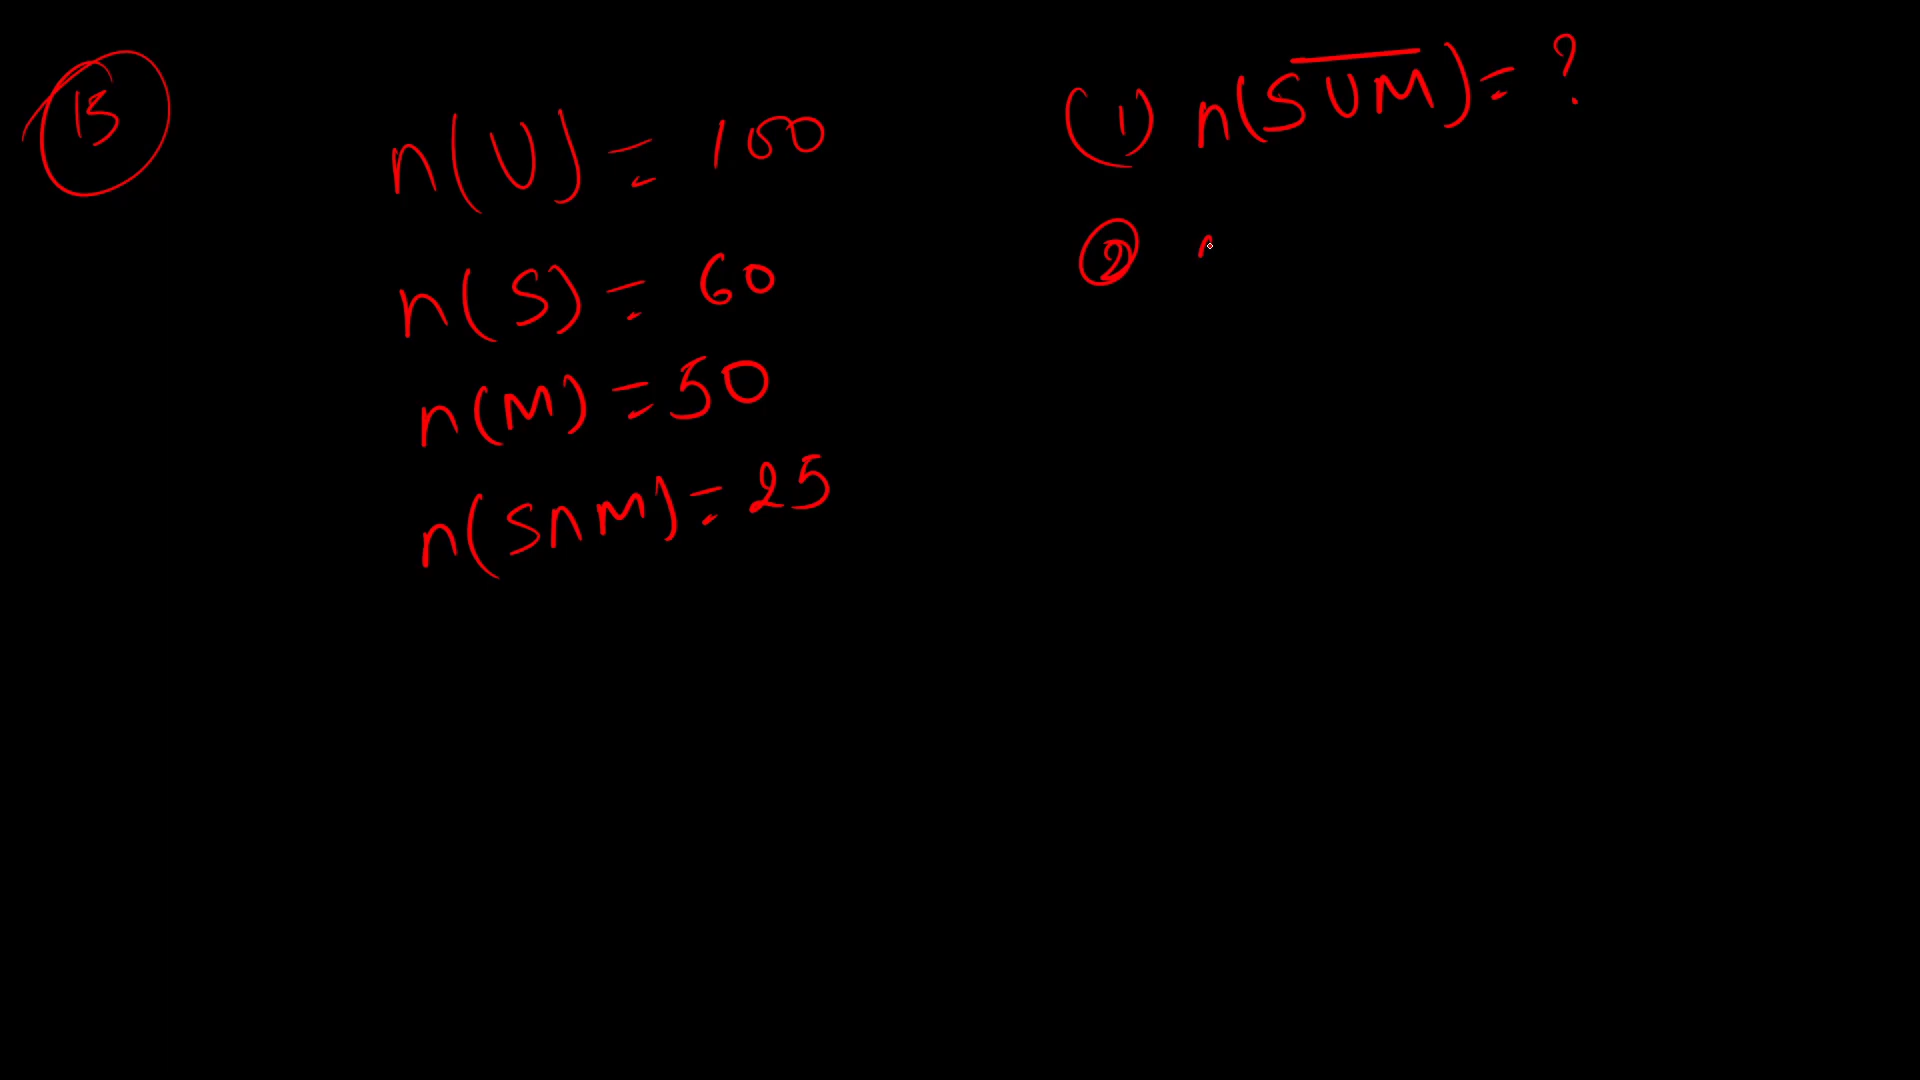 15
n(U) = 100
n(S) = 60
n(M) = 50
n(S∩M) = 25
(1) n(S̅U̅M̅) = ?
②